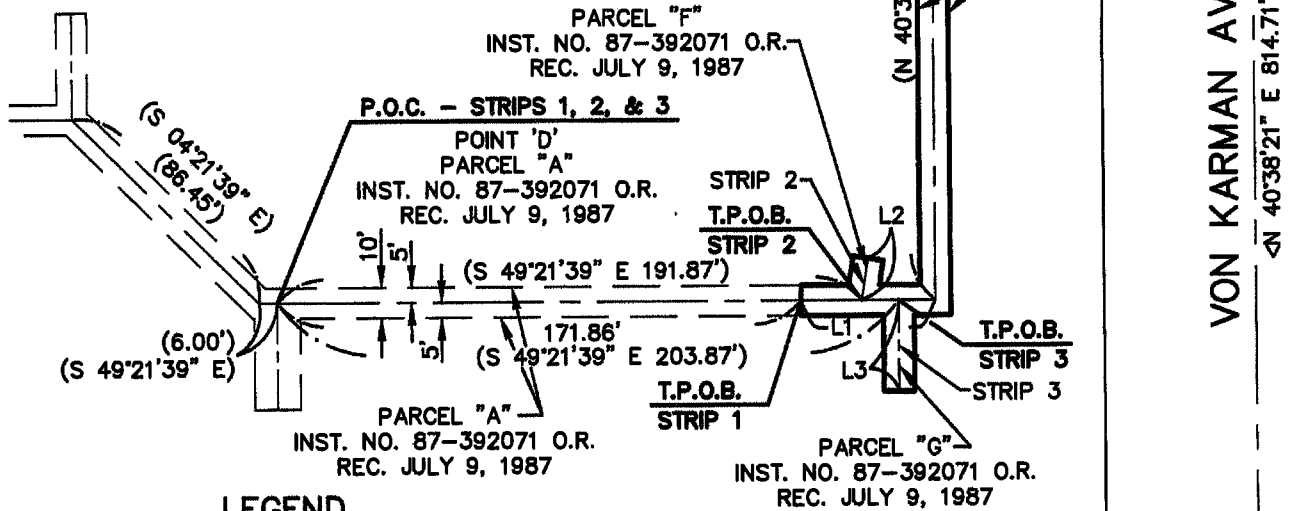 PARCEL "F"
INST. NO. 87-392071 O.R.
REC. JULY 9, 1987
(N 40°3
P.O.C. - STRIPS 1, 2, & 3
POINT 'D'
PARCEL "A"
INST. NO. 87-392071 O.R.
REC. JULY 9, 1987
(S 04°21'39" E)
(86.45')
STRIP 2
T.P.O.B.
STRIP 2
L2
10'
5'
(S 49°21'39" E 191.87')
(6.00')
(S 49°21'39" E)
5'
171.86'
(S 49°21'39" E 203.87')
L1
L3
T.P.O.B.
STRIP 3
STRIP 3
T.P.O.B.
STRIP 1
PARCEL "A"
INST. NO. 87-392071 O.R.
REC. JULY 9, 1987
PARCEL "G"
INST. NO. 87-392071 O.R.
REC. JULY 9, 1987
LEGEND
VON KARMAN AV
<N 40°38'21" E 814.71'